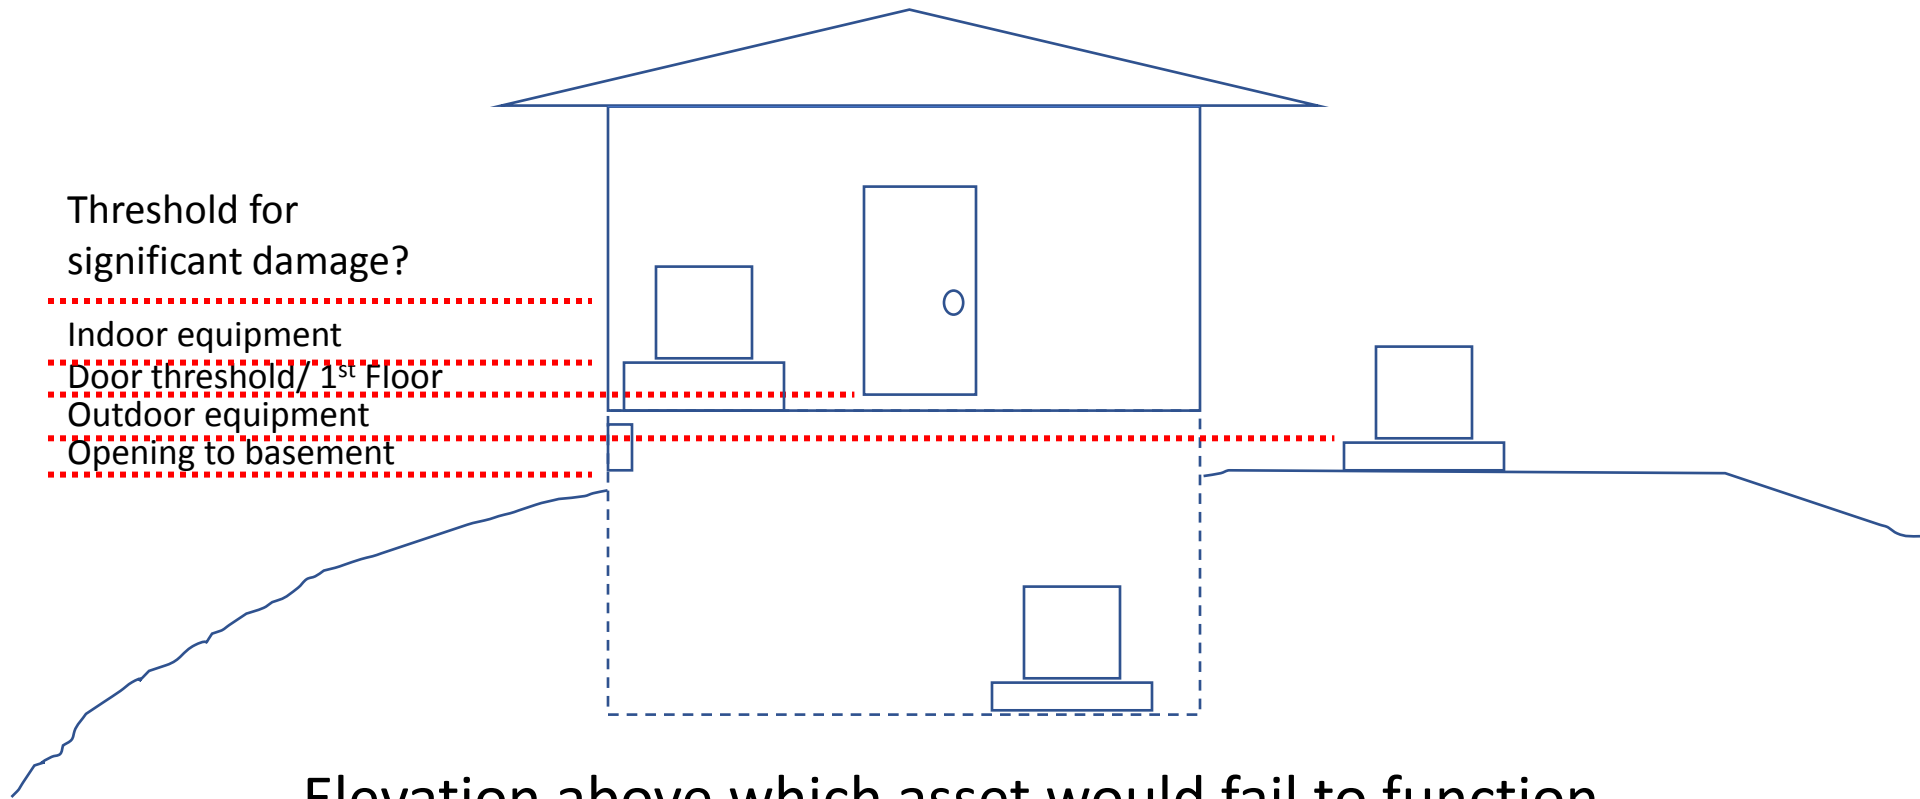 Threshold for
significant damage?
Indoor equipment
Door threshold/ 1st Floor
Outdoor equipment
Opening to basement
Elevation above which asset would fail to function